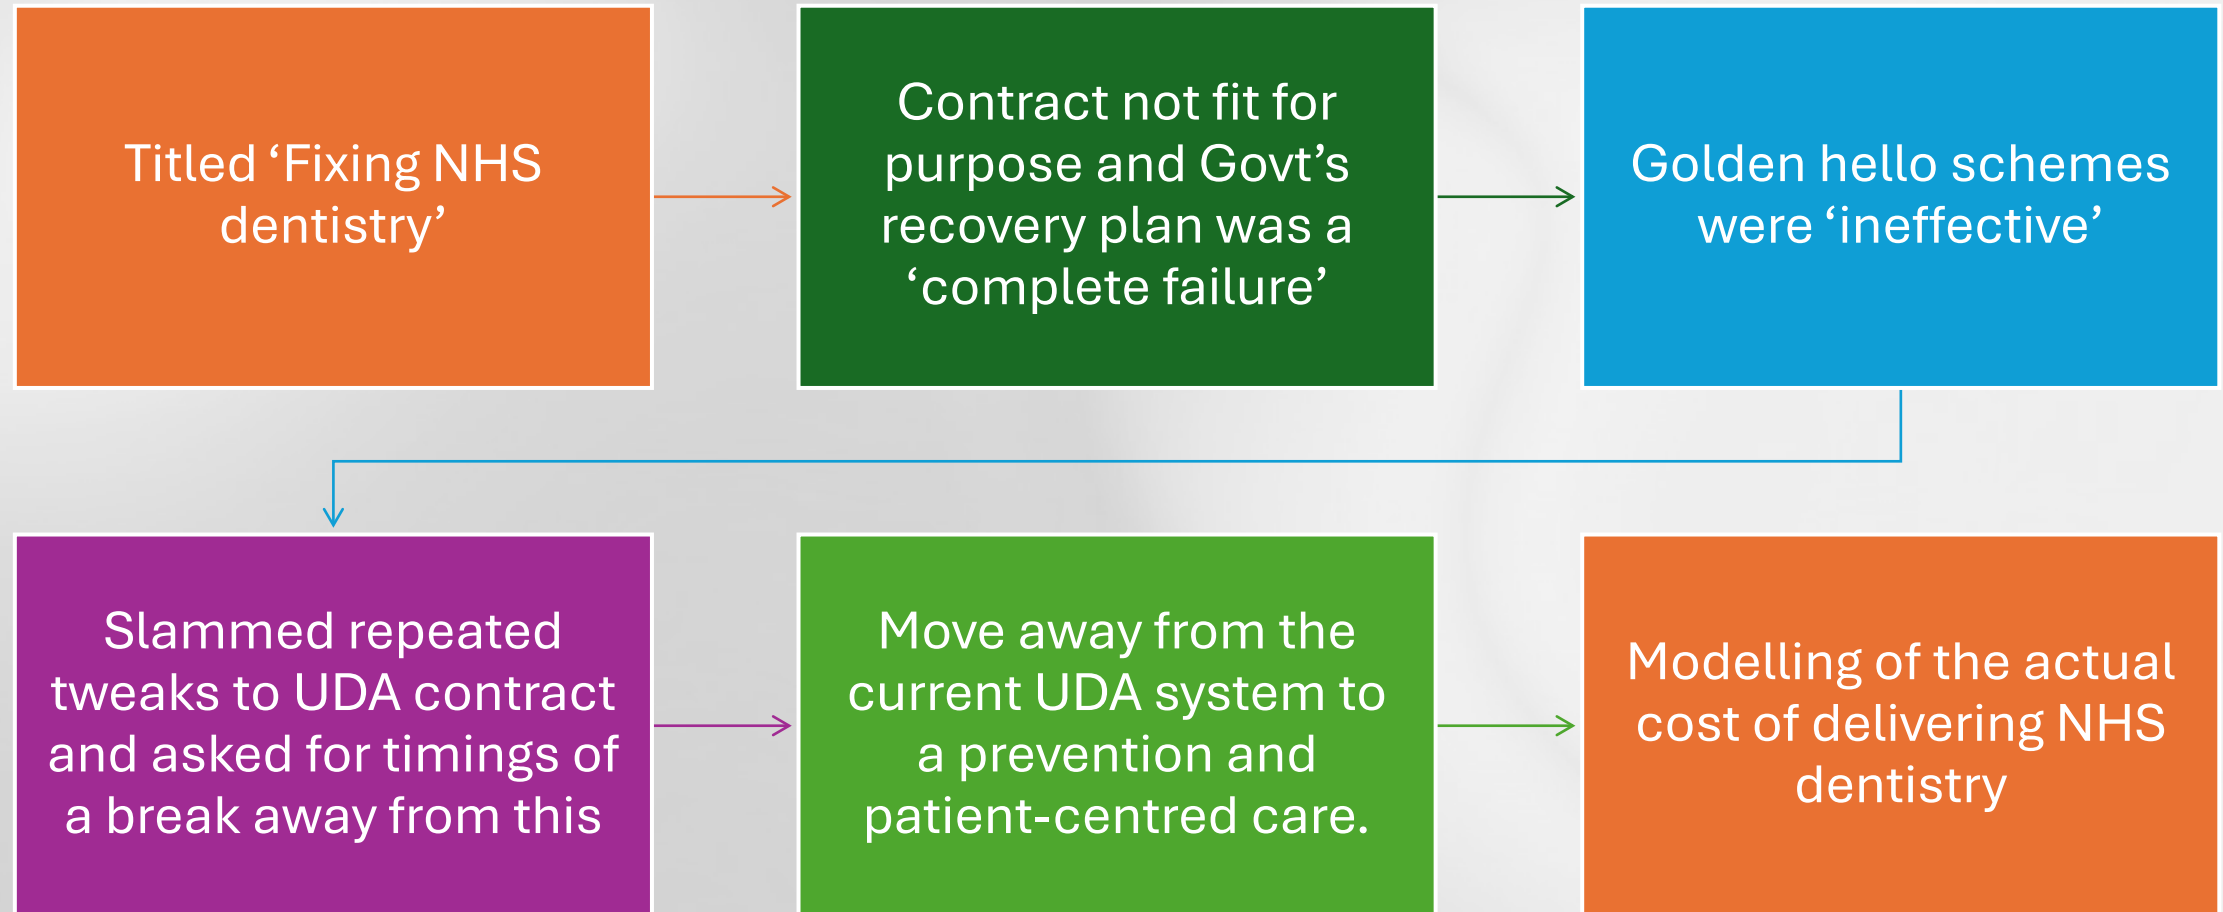 Titled ‘Fixing NHS
dentistry’
Contract not fit for
purpose and Govt’s
recovery plan was a
‘complete failure’
Golden hello schemes
were ‘ineffective’
Slammed repeated
tweaks to UDA contract
and asked for timings of
a break away from this
Move away from the
current UDA system to
a prevention and
patient-centred care.
Modelling of the actual
cost of delivering NHS
dentistry